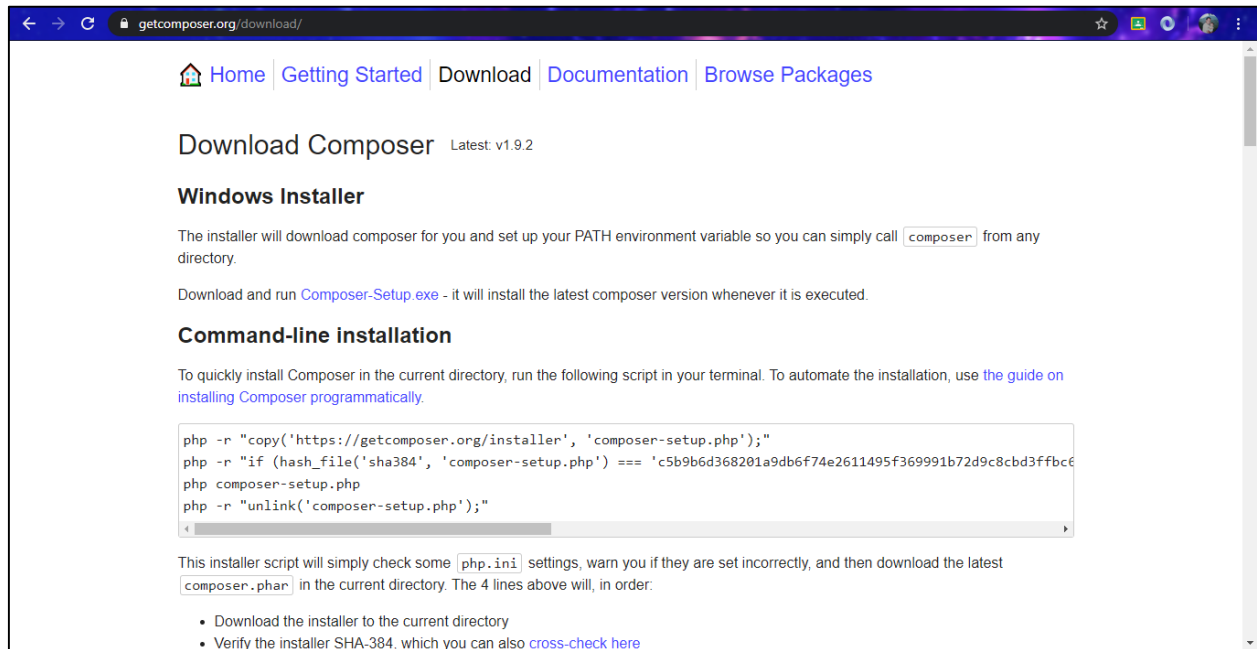 getcomposer.org/download/
Home Getting Started Download Documentation Browse Packages
Download Composer Latest: v1.9.2
Windows Installer
The installer will download composer for you and set up your PATH environment variable so you can simply call composer from any
directory.
Download and run Composer-Setup.exe - it will install the latest composer version whenever it is executed.
Command-line installation
To quickly install Composer in the current directory, run the following script in your terminal. To automate the installation, use the guide on
installing Composer programmatically.
php -r "copy('https://getcomposer.org/installer', 'composer-setup.php');"
php -r "if (hash_file('sha384', 'composer-setup.php') === 'c5b9b6d368201a9db6f74e2611495f369991b72d9c8cbd3ffbc6
php composer-setup.php
php -r "unlink('composer-setup.php');"
This installer script will simply check some php.ini settings, warn you if they are set incorrectly, and then download the latest
composer.phar in the current directory. The 4 lines above will, in order:
• Download the installer to the current directory
• Verify the installer SHA-384, which you can also cross-check here